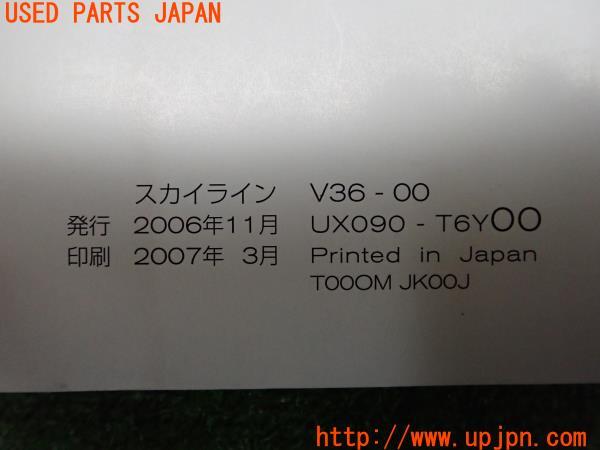 USED PARTS JAPAN
スカイライン V36-00
発行 2006年11月 UX090-T6Y00
印刷 2007年 3月 Printed in Japan
T00OM JK00J
http://www.upjpn.com